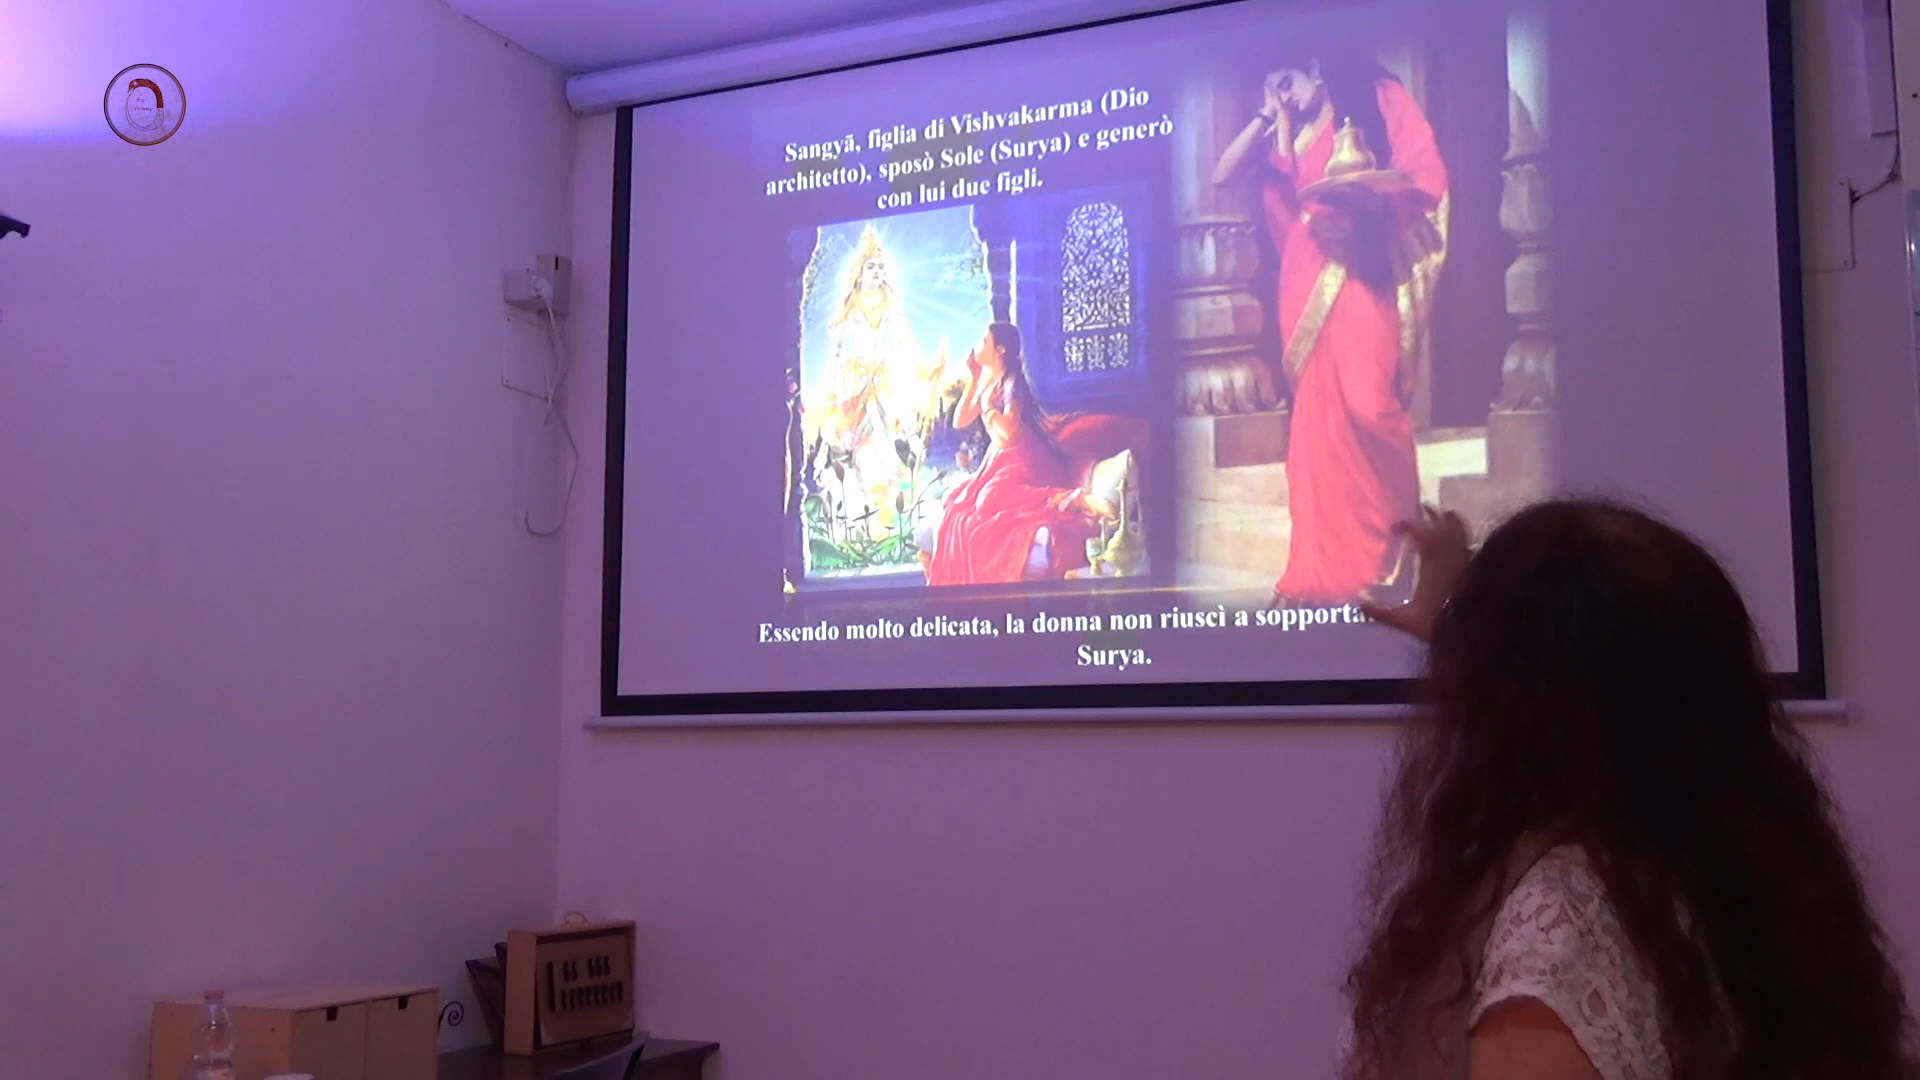 Sangyā, figlia di Vishvakarma (Dio
architetto), sposò Sole (Surya) e generò
con lui due figli.
Essendo molto delicata, la donna non riuscì a
Surya.